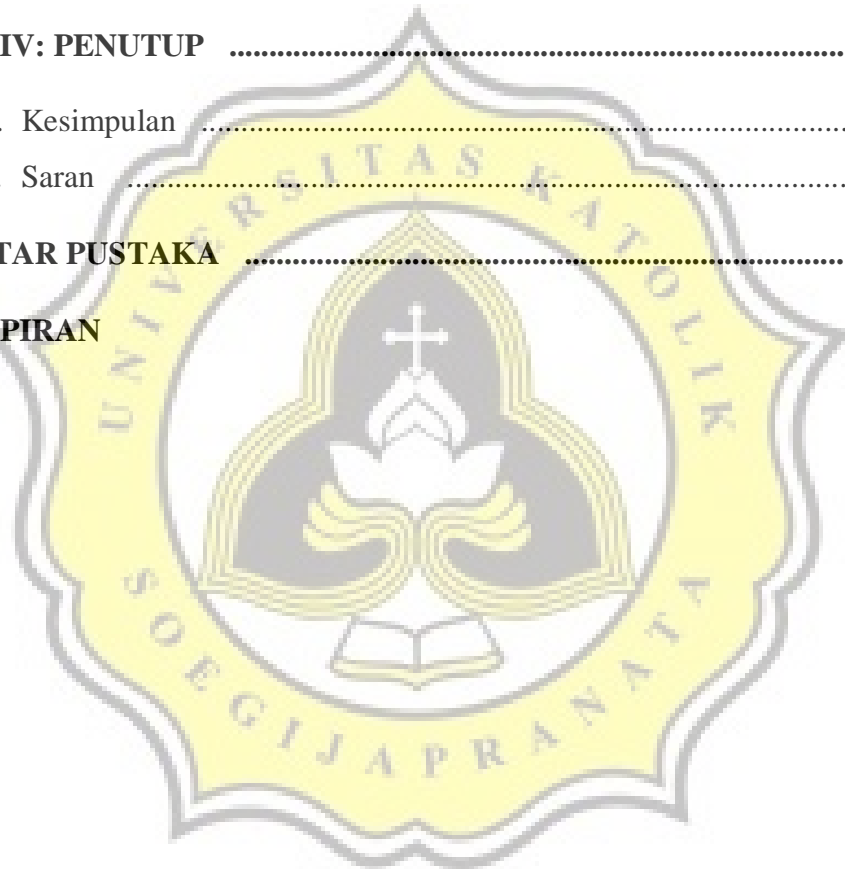 IV: PENUTUP ................................................................................
. Kesimpulan ................................................................................
. Saran ................................................................................
TAR PUSTAKA ................................................................................
PIRAN
UNIVERSITAS KATOLIK
SOEGIJAPRANATA